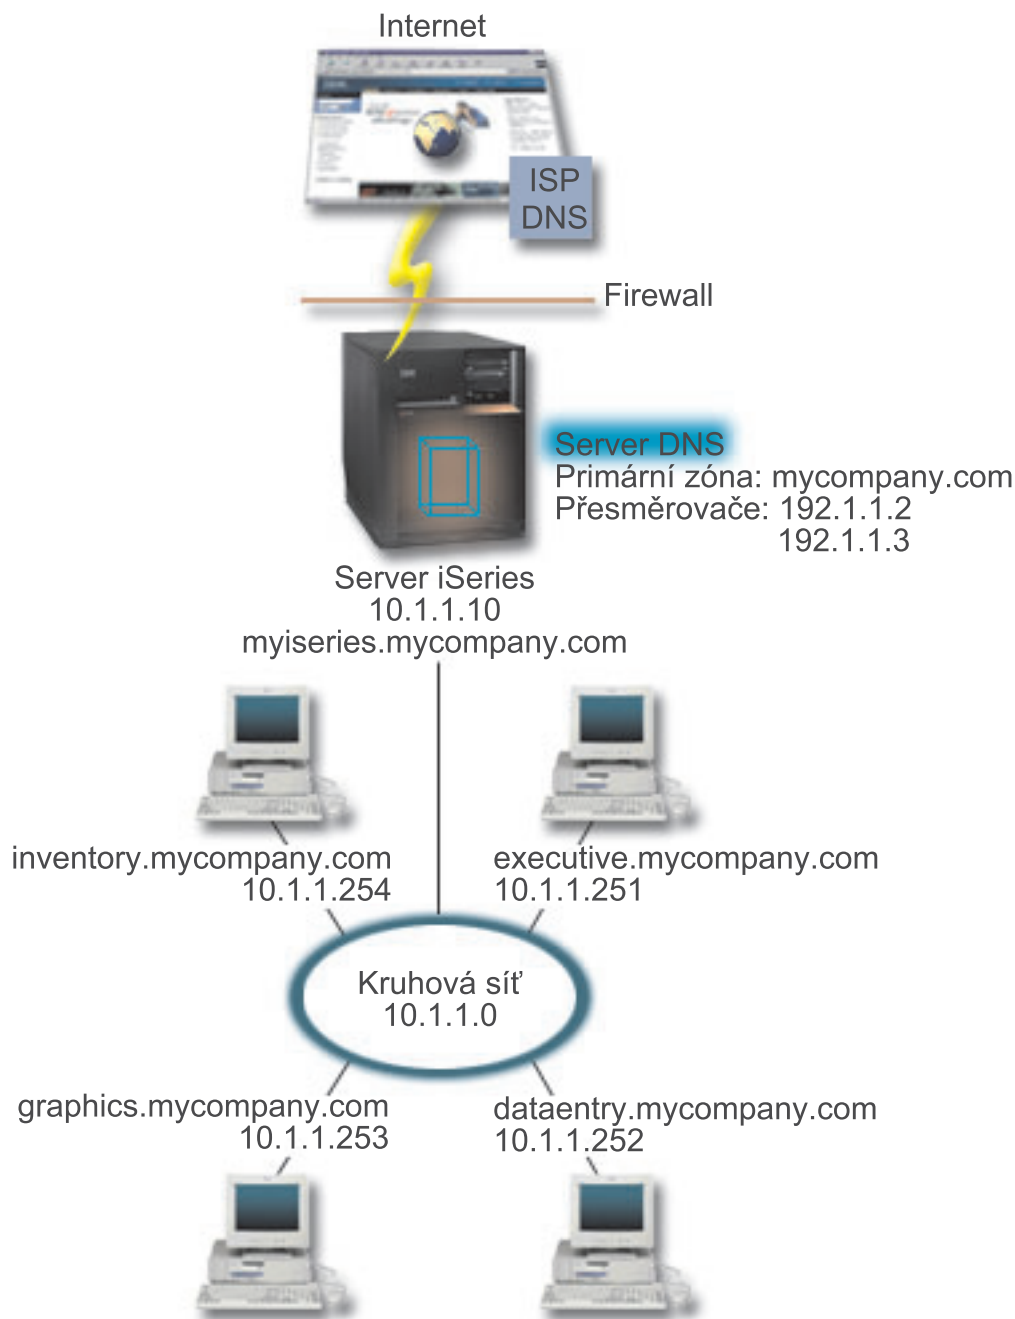 Internet
ISP
DNS
Firewall
Server DNS
Primární zóna: mycompany.com
Přesměrovače: 192.1.1.2
192.1.1.3
Server iSeries
10.1.1.10
myiseries.mycompany.com
inventory.mycompany.com
10.1.1.254
executive.mycompany.com
10.1.1.251
Kruhová síť
10.1.1.0
graphics.mycompany.com
10.1.1.253
dataentry.mycompany.com
10.1.1.252